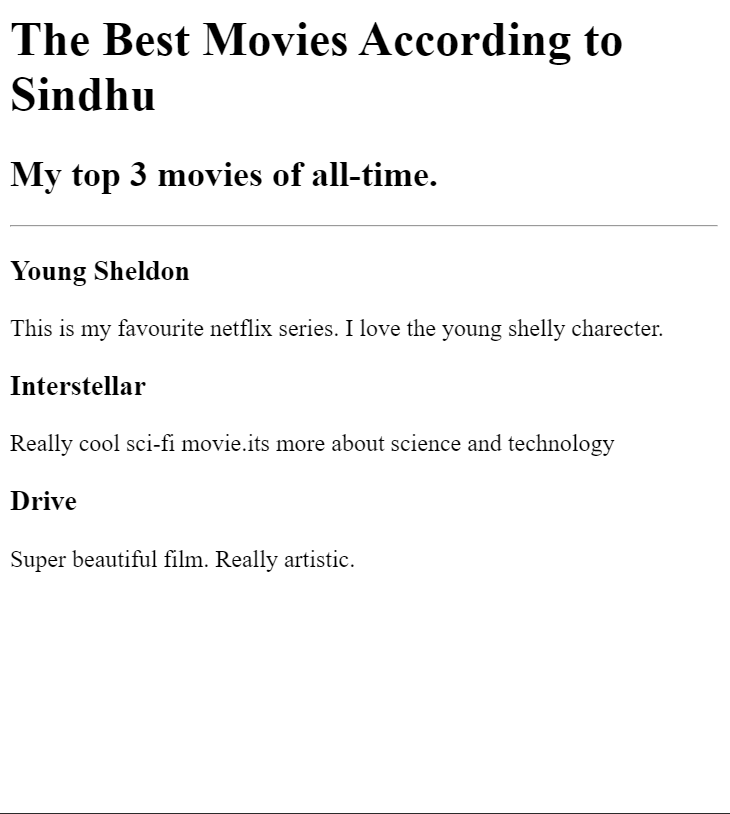 The Best Movies According to
Sindhu
My top 3 movies of all-time.
Young Sheldon
This is my favourite netflix series. I love the young shelly charecter.
Interstellar
Really cool sci-fi movie.its more about science and technology
Drive
Super beautiful film. Really artistic.